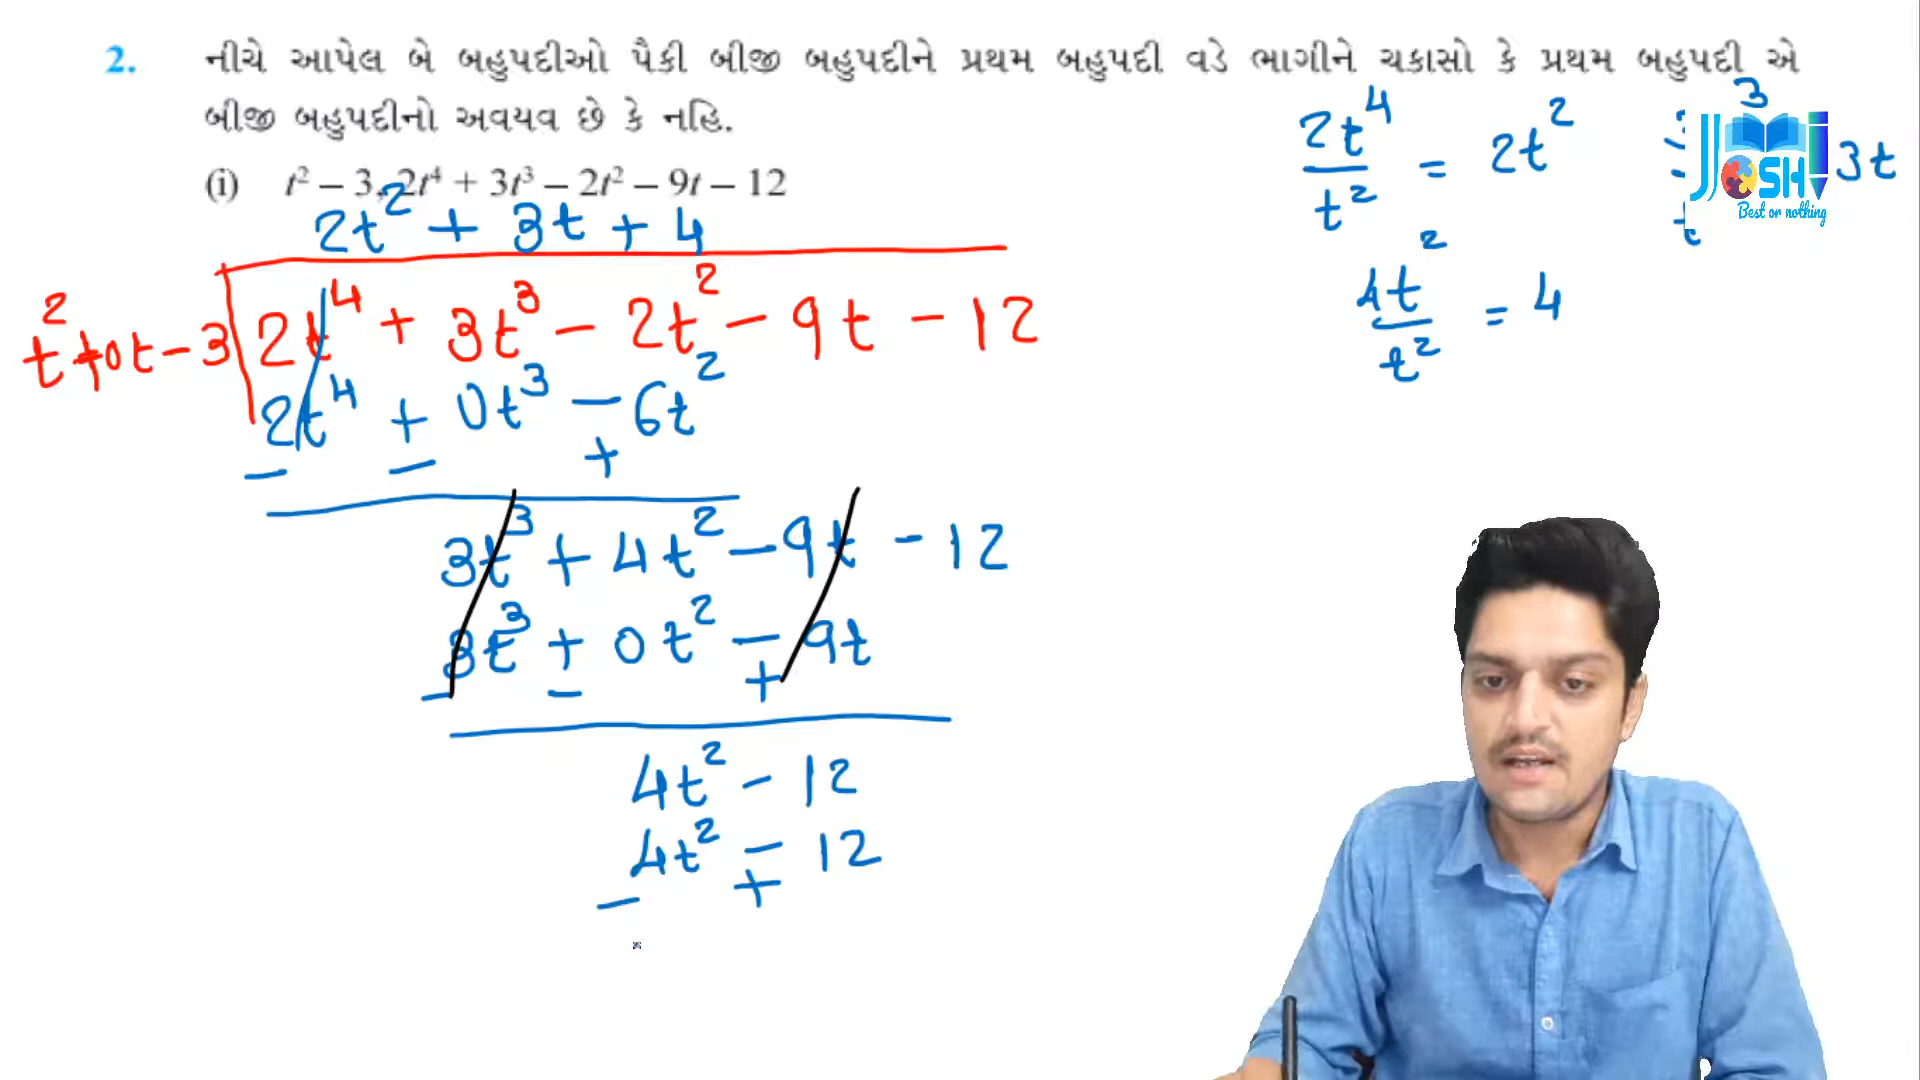 2. નીચે આપેલ બે બહુપદીઓ પૈકી બીજી બહુપદીને પ્રથમ બહુપદી વડે ભાગીને ચકાસો કે પ્રથમ બહુપદી એ
બીજી બહુપદીનો અવયવ છે કે નહિ.
(i) t² – 3, 2t⁴ + 3t³ – 2t² – 9t – 12
2t² + 3t + 4
t² + 0t – 3 2t⁴ + 3t³ – 2t² – 9t – 12
2t⁴ + 0t³ – 6t²
– – +
3t³ + 4t² – 9t – 12
3t³ + 0t² – 9t
– – +
4t² – 12
4t² – 12
– +
2t⁴/t² = 2t²
3t
4t²/t² = 4
JOSH
Best or nothing